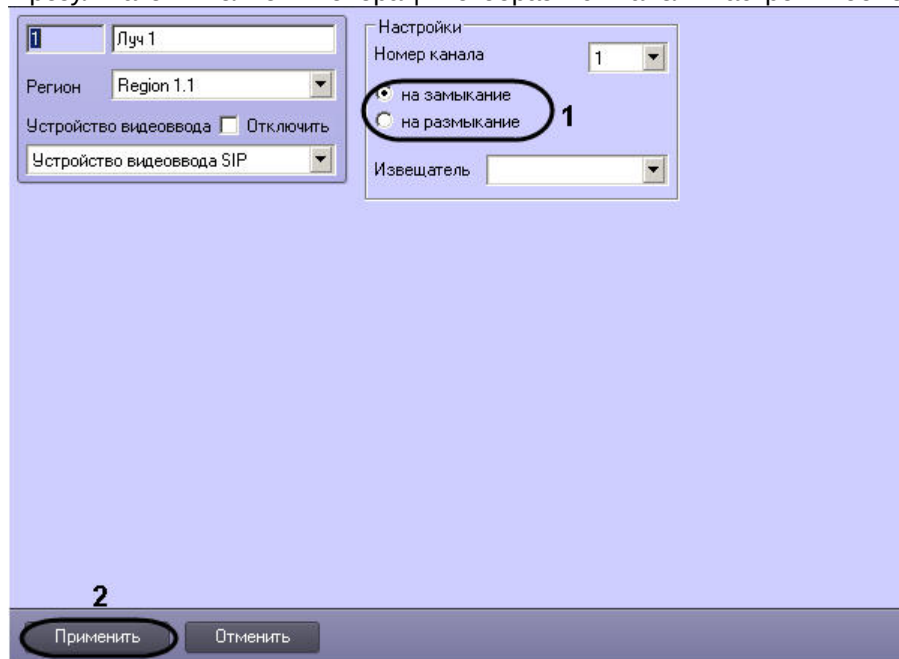 1 Луч 1
Регион Region 1.1
Устройство видеоввода Отключить
Устройство видеоввода SIP
Настройки
Номер канала 1
на замыкание
на размыкание
1
Извещатель
2
Применить Отменить